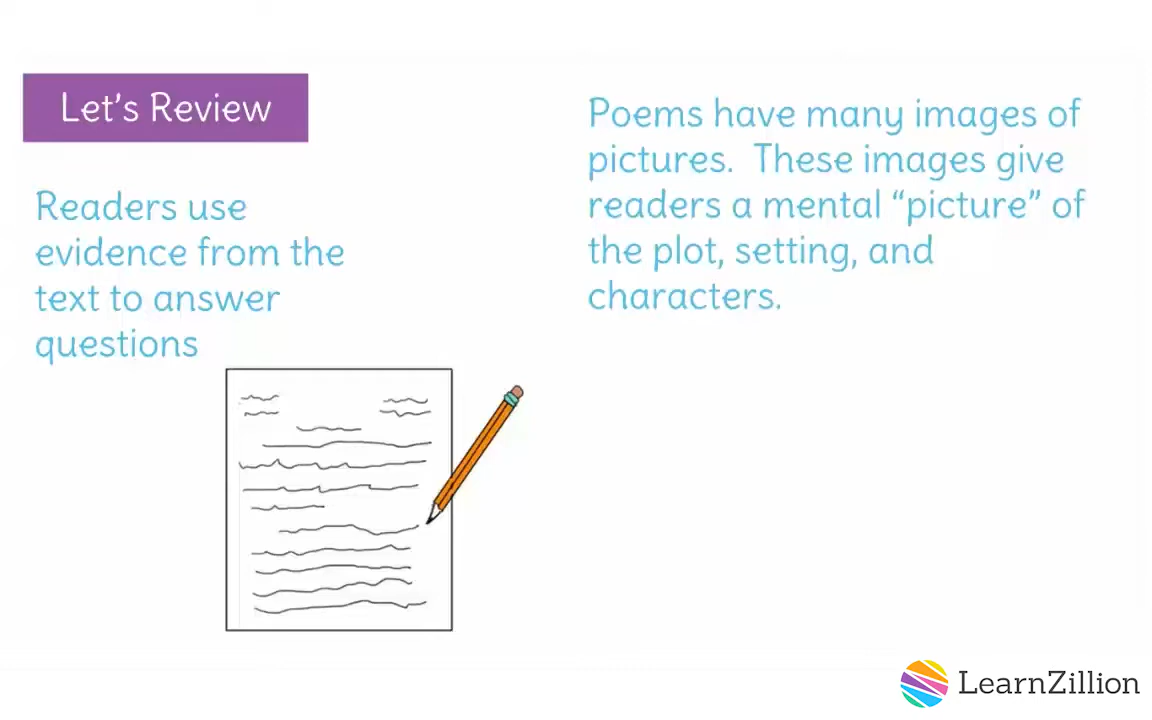 Let's Review
Readers use
evidence from the
text to answer
questions
Poems have many images of
pictures.  These images give
readers a mental “picture” of
the plot, setting, and
characters.
LearnZillion